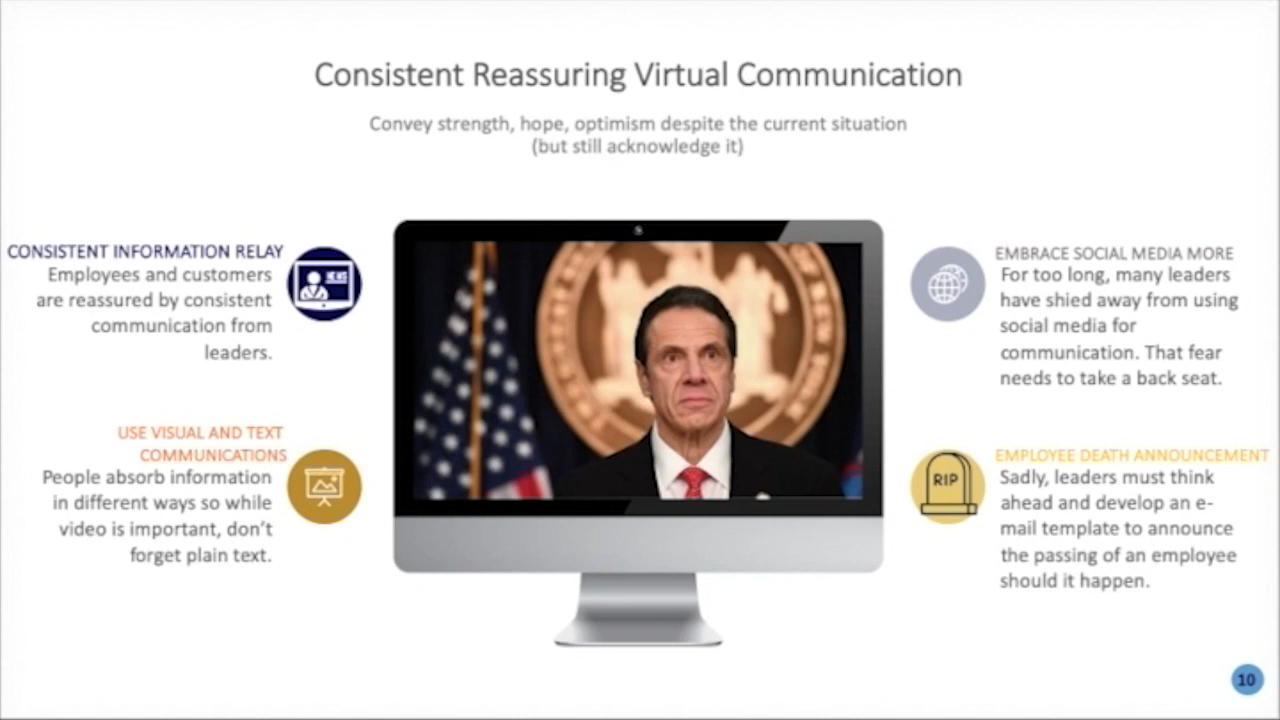 Consistent Reassuring Virtual Communication
Convey strength, hope, optimism despite the current situation
(but still acknowledge it)
CONSISTENT INFORMATION RELAY
Employees and customers
are reassured by consistent
communication from
leaders.
NEWS
USE VISUAL AND TEXT
COMMUNICATIONS
People absorb information
in different ways so while
video is important, don't
forget plain text.
EMBRACE SOCIAL MEDIA MORE
For too long, many leaders
have shied away from using
social media for
communication. That fear
needs to take a back seat.
EMPLOYEE DEATH ANNOUNCEMENT
RIP
Sadly, leaders must think
ahead and develop an e-
mail template to announce
the passing of an employee
should it happen.
10